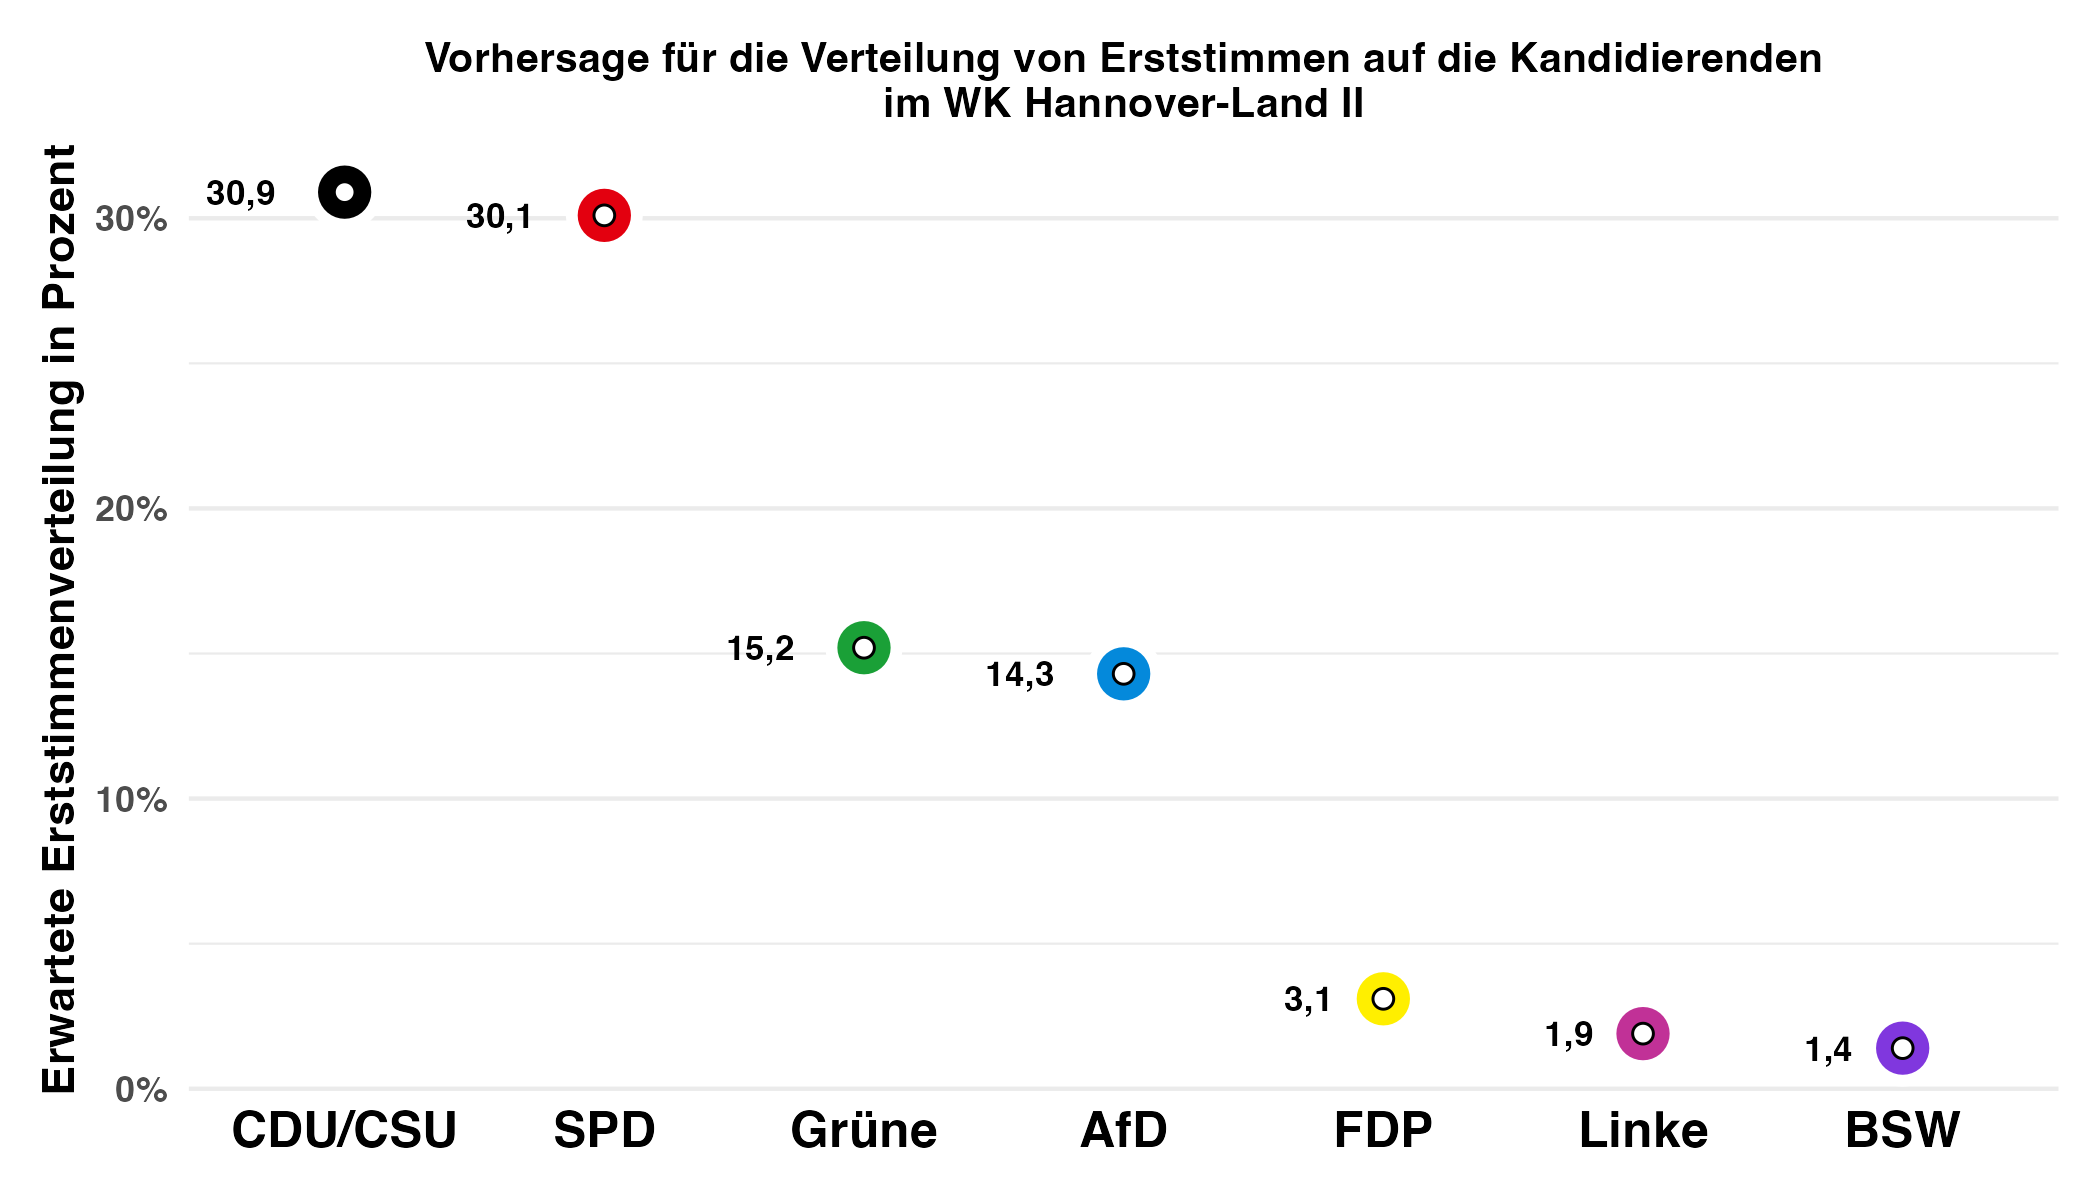 Vorhersage für die Verteilung von Erststimmen auf die Kandidierenden
im WK Hannover-Land II
Erwartete Erststimmenverteilung in Prozent
30%
20%
10%
0%
30,9
30,1
15,2
14,3
3,1
1,9
1,4
CDU/CSU
SPD
Grüne
AfD
FDP
Linke
BSW